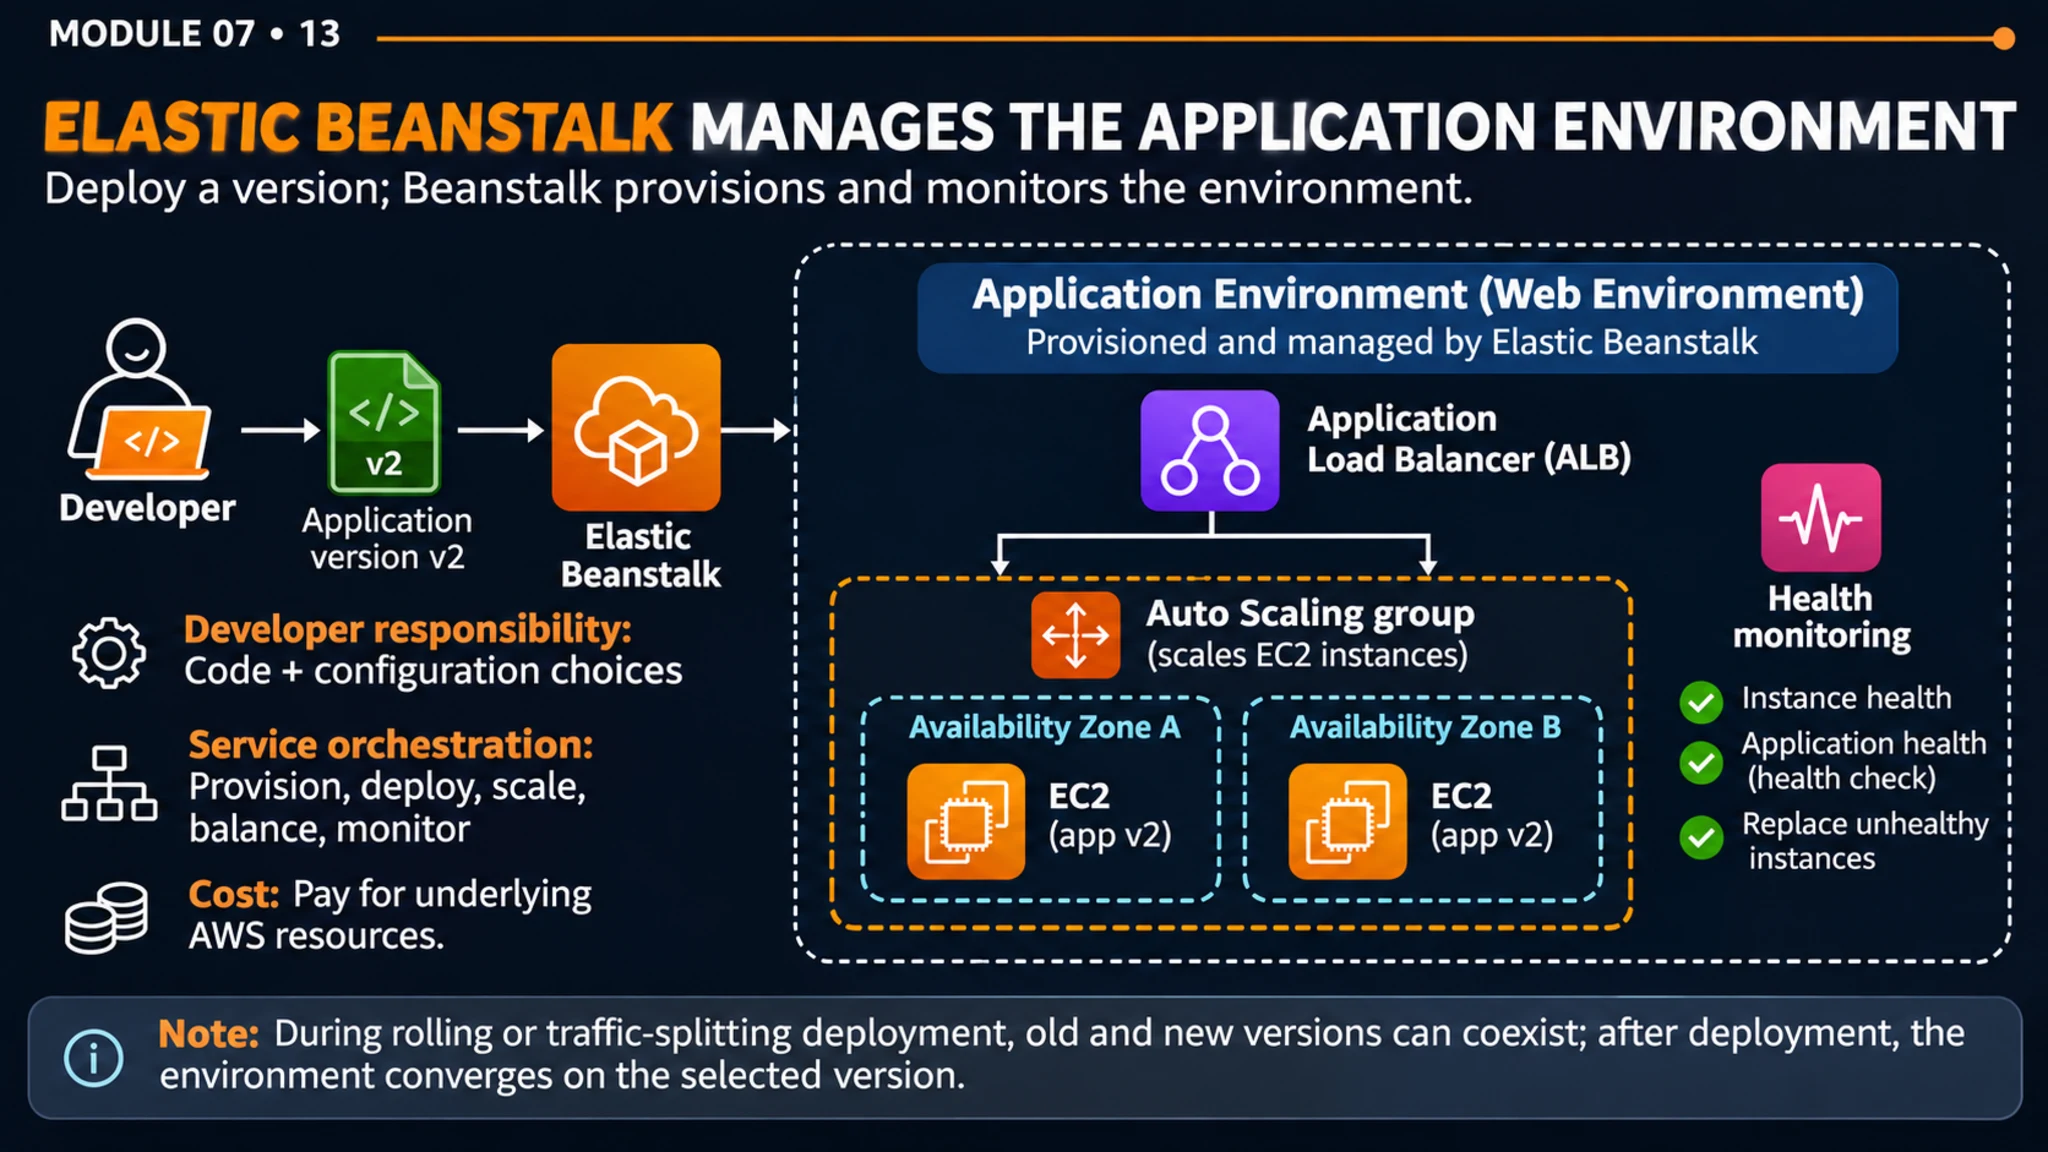 MODULE 07 • 13
ELASTIC BEANSTALK MANAGES THE APPLICATION ENVIRONMENT
Deploy a version; Beanstalk provisions and monitors the environment.
</>
Developer
</>
v2
Application
version v2
Elastic
Beanstalk
Developer responsibility:
Code + configuration choices
Service orchestration:
Provision, deploy, scale,
balance, monitor
Cost: Pay for underlying
AWS resources.
Application Environment (Web Environment)
Provisioned and managed by Elastic Beanstalk
Application
Load Balancer (ALB)
Auto Scaling group
(scales EC2 instances)
Availability Zone A
EC2
(app v2)
Availability Zone B
EC2
(app v2)
Health
monitoring
Instance health
Application health
(health check)
Replace unhealthy
instances
Note: During rolling or traffic-splitting deployment, old and new versions can coexist; after deployment, the
environment converges on the selected version.